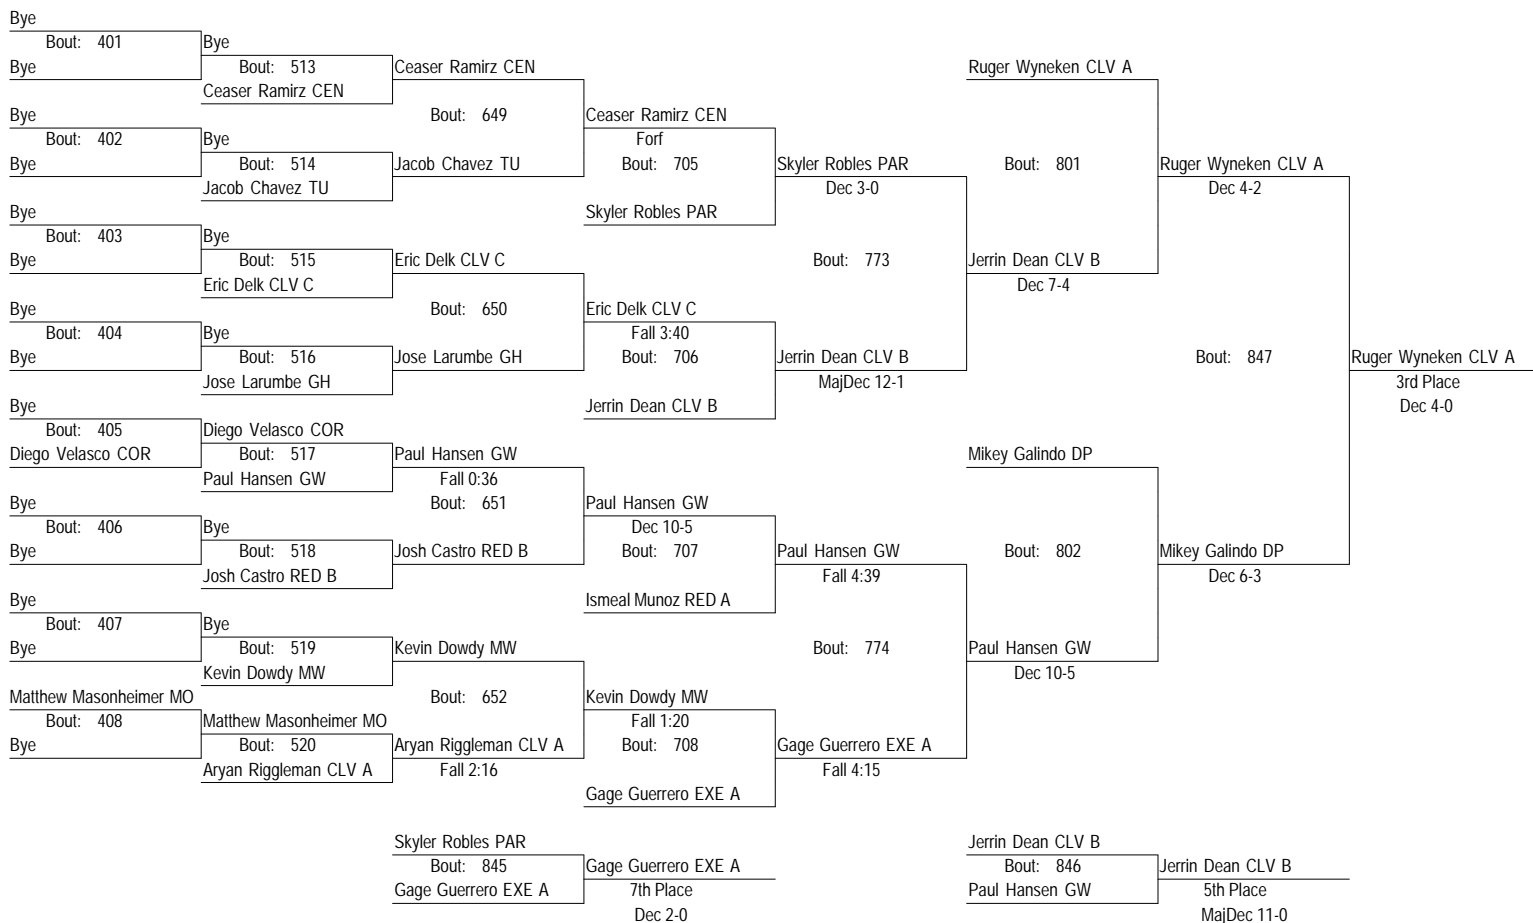 Bye
Bout: 401
Bye
Bye
Bout: 513
Ceaser Ramirz CEN
Ceaser Ramirz CEN
Bout: 649
Bye
Bout: 402
Bye
Bye
Bout: 514
Jacob Chavez TU
Jacob Chavez TU
Ceaser Ramirz CEN
Forf
Bout: 705
Skyler Robles PAR
Skyler Robles PAR
Dec 3-0
Bye
Bout: 403
Bye
Bye
Bout: 515
Eric Delk CLV C
Eric Delk CLV C
Bout: 650
Bye
Bout: 404
Bye
Bye
Bout: 516
Jose Larumbe GH
Jose Larumbe GH
Eric Delk CLV C
Fall 3:40
Bout: 706
Jerrin Dean CLV B
Jerrin Dean CLV B
MajDec 12-1
Bout: 773
Ruger Wyneken CLV A
Bout: 801
Jerrin Dean CLV B
Dec 7-4
Ruger Wyneken CLV A
Dec 4-2
Bye
Bout: 405
Diego Velasco COR
Diego Velasco COR
Bout: 517
Paul Hansen GW
Paul Hansen GW
Fall 0:36
Bout: 651
Bye
Bout: 406
Bye
Bye
Bout: 518
Josh Castro RED B
Josh Castro RED B
Paul Hansen GW
Dec 10-5
Bout: 707
Ismeal Munoz RED A
Paul Hansen GW
Fall 4:39
Bye
Bout: 407
Bye
Bye
Bout: 519
Kevin Dowdy MW
Kevin Dowdy MW
Bout: 652
Matthew Masonheimer MO
Bout: 408
Bye
Matthew Masonheimer MO
Bout: 520
Aryan Riggleman CLV A
Aryan Riggleman CLV A
Fall 2:16
Kevin Dowdy MW
Fall 1:20
Bout: 708
Gage Guerrero EXE A
Gage Guerrero EXE A
Fall 4:15
Bout: 774
Mikey Galindo DP
Bout: 802
Paul Hansen GW
Dec 10-5
Mikey Galindo DP
Dec 6-3
Bout: 847
Ruger Wyneken CLV A
3rd Place
Dec 4-0
Skyler Robles PAR
Bout: 845
Gage Guerrero EXE A
Gage Guerrero EXE A
7th Place
Dec 2-0
Jerrin Dean CLV B
Bout: 846
Paul Hansen GW
Jerrin Dean CLV B
5th Place
MajDec 11-0